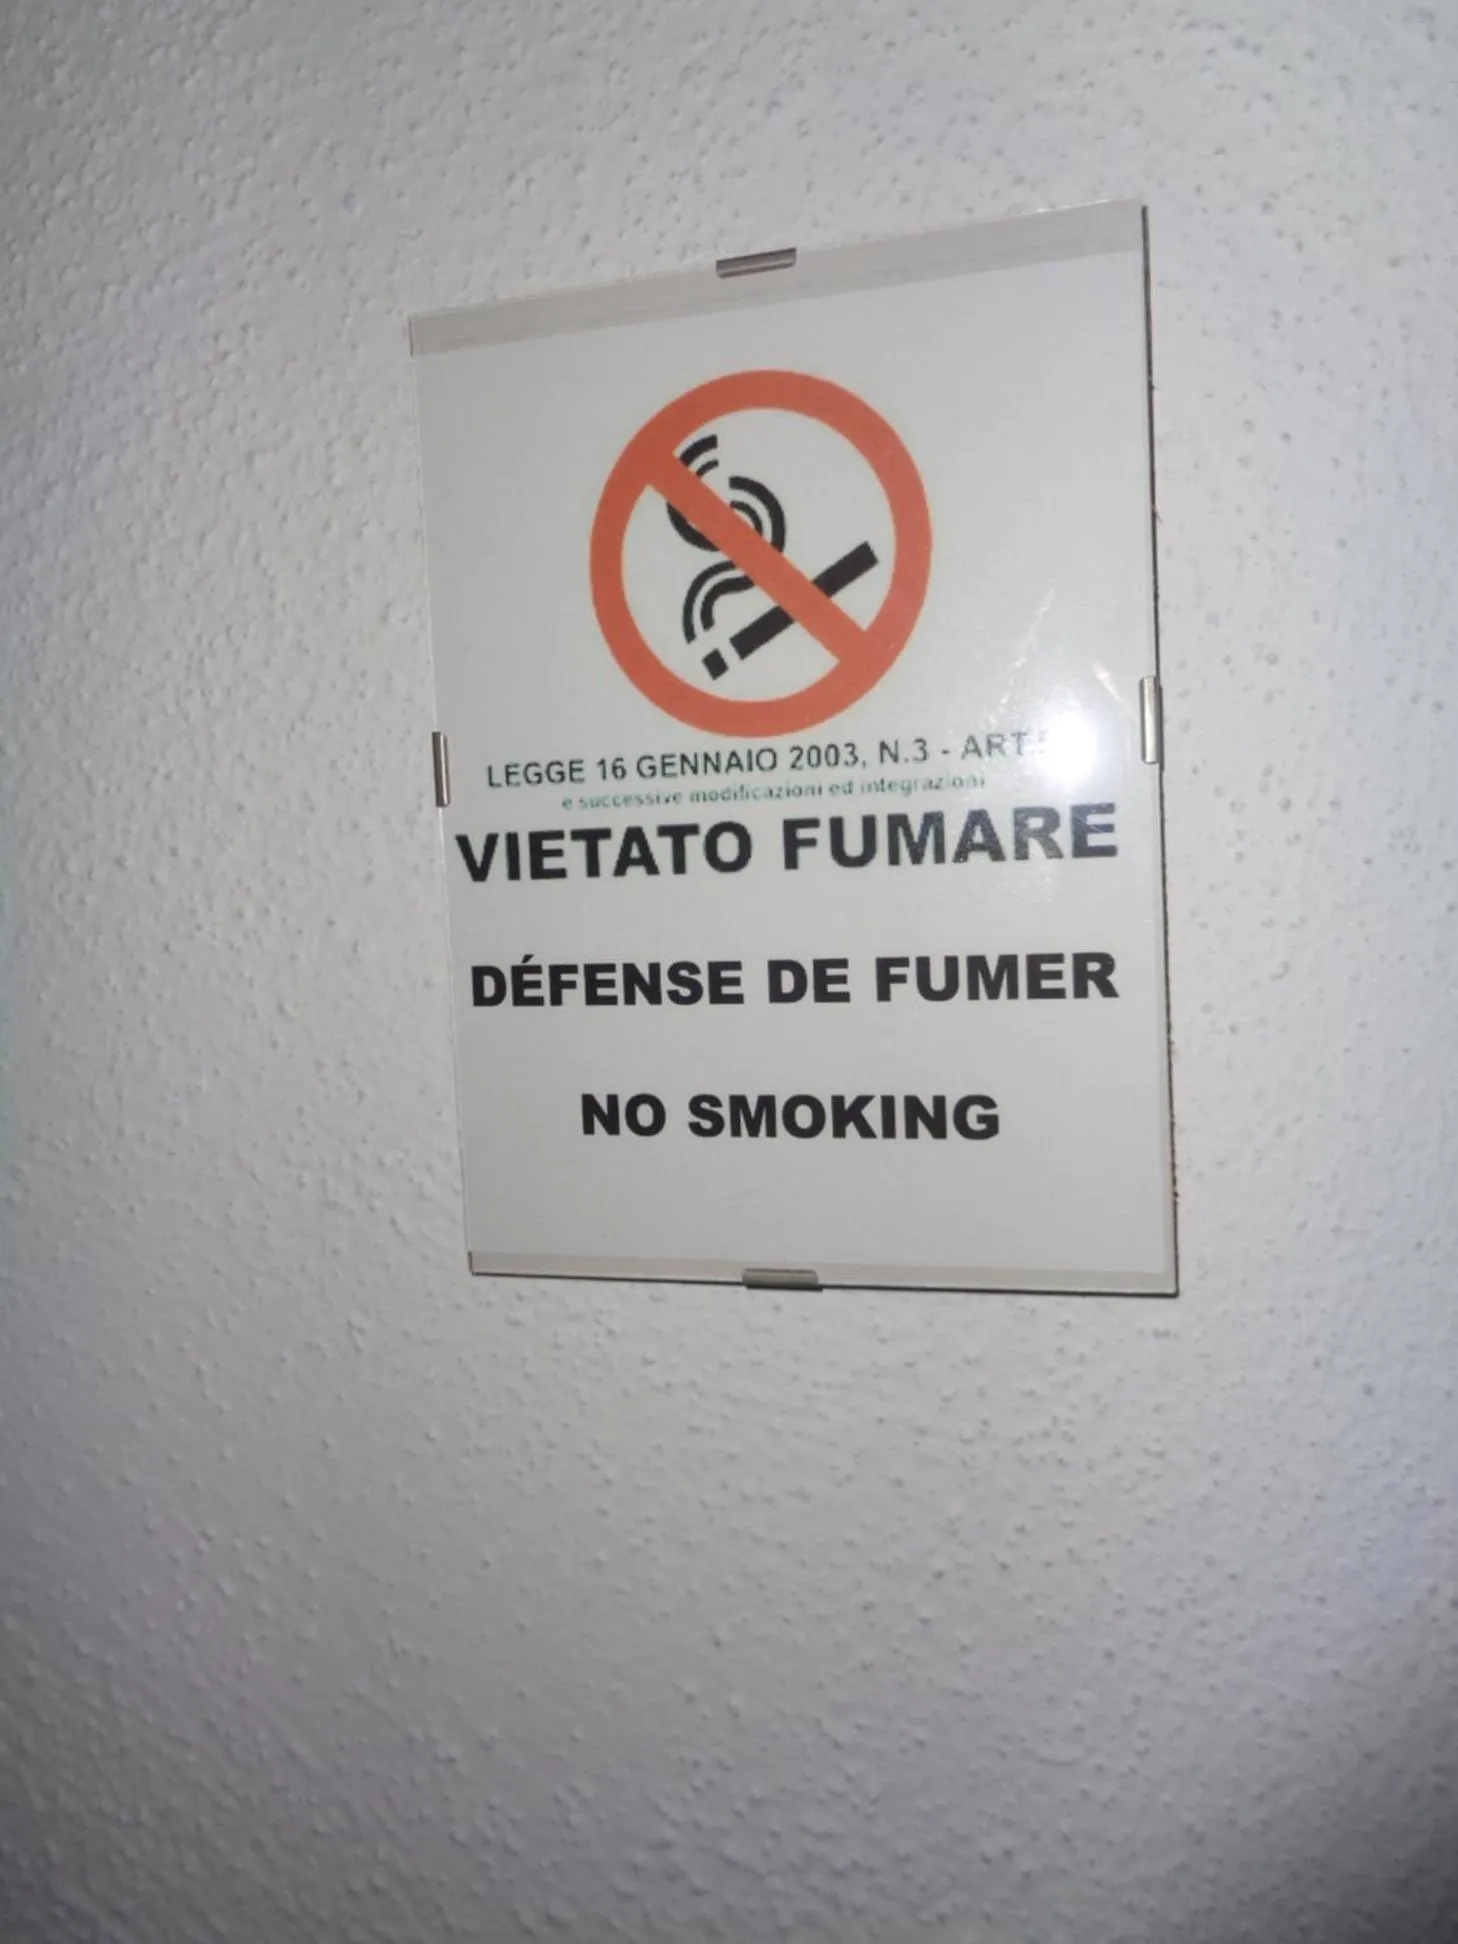 LEGGE 16 GENNAIO 2003, N.3 - ART.
e successive modificazioni ed integrazioni
VIETATO FUMARE
DÉFENSE DE FUMER
NO SMOKING